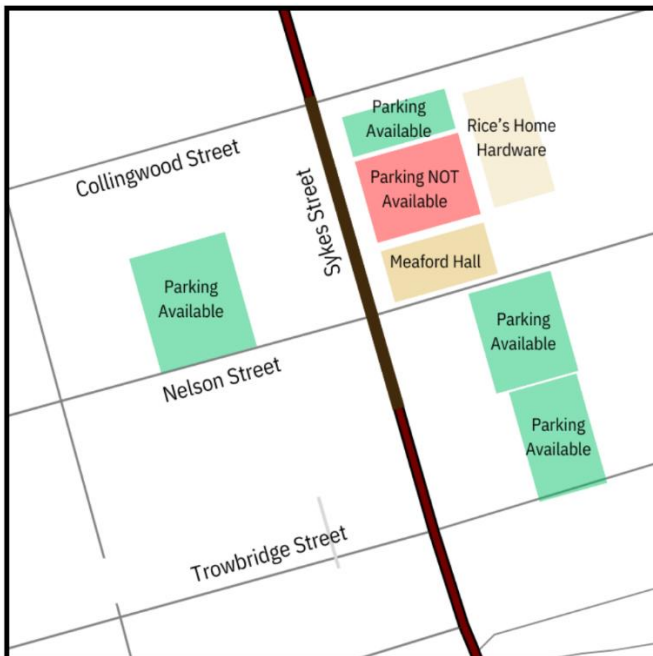 Parking
Available
Rice's Home
Hardware
Collingwood Street
Parking NOT
Available
Sykes Street
Meaford Hall
Parking
Available
Parking
Available
Nelson Street
Parking
Available
Trowbridge Street